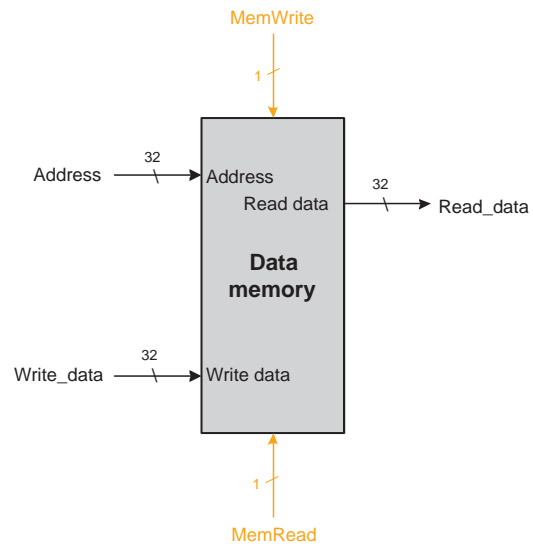 MemWrite
1
32
Address
Address
32
Read data
Read_data
Data
memory
32
Write_data
Write data
1
MemRead